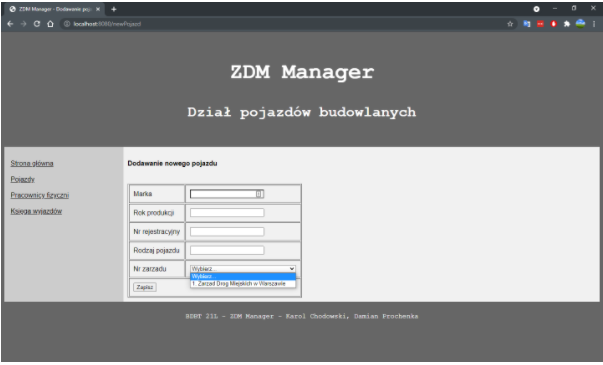 ZDM Manager - Dodawanie poj
localhost:8080/newPojazd
ZDM Manager
Dział pojazdów budowlanych
Strona główna
Pojazdy
Pracownicy fizyczni
Księga wyjazdów
Dodawanie nowego pojazdu
Marka
Rok produkcji
Nr rejestracyjny
Rodzaj pojazdu
Nr zarzadu
Wybierz...
Wybierz...
1. Zarzad Drog Miejskich w Warszawie
Zapisz
BDBT 21L - ZDM Manager - Karol Chodowski, Damian Prochenka